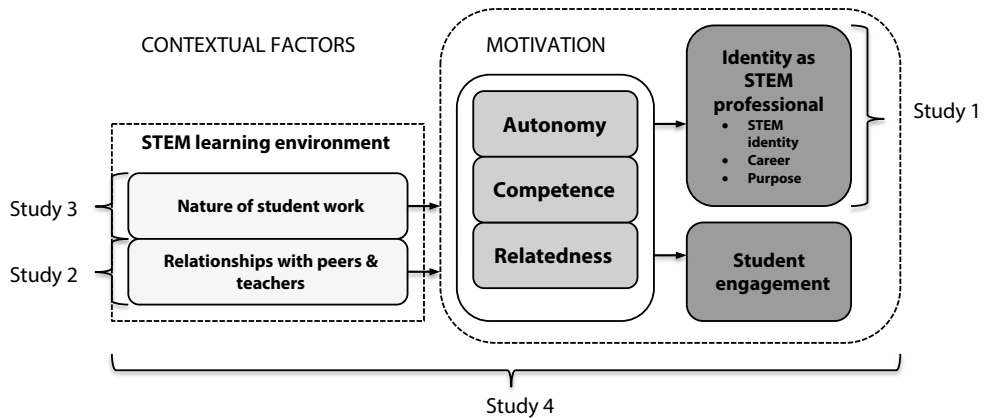 CONTEXTUAL FACTORS
STEM learning environment
Study 3
Nature of student work
Study 2
Relationships with peers &
teachers
MOTIVATION
Autonomy
Competence
Relatedness
Identity as
STEM
professional
• STEM
identity
• Career
• Purpose
Study 1
Student
engagement
Study 4